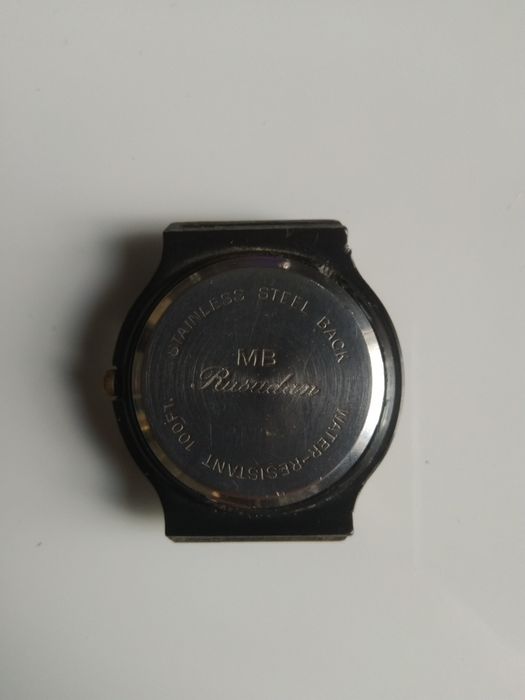 STAINLESS STEEL BACK
MB
Rusudan
WATER-RESISTANT 100FT.